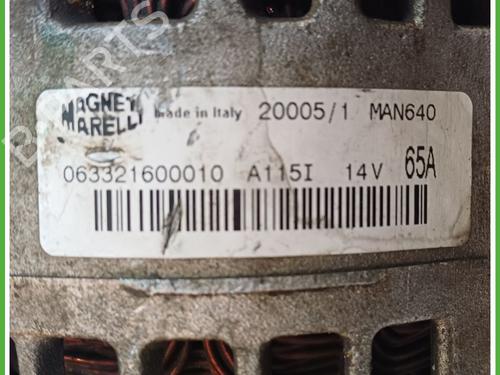 MAGNETI MARELLI Made in Italy 20005/1 MAN640
063321600010 A115I 14V 65A